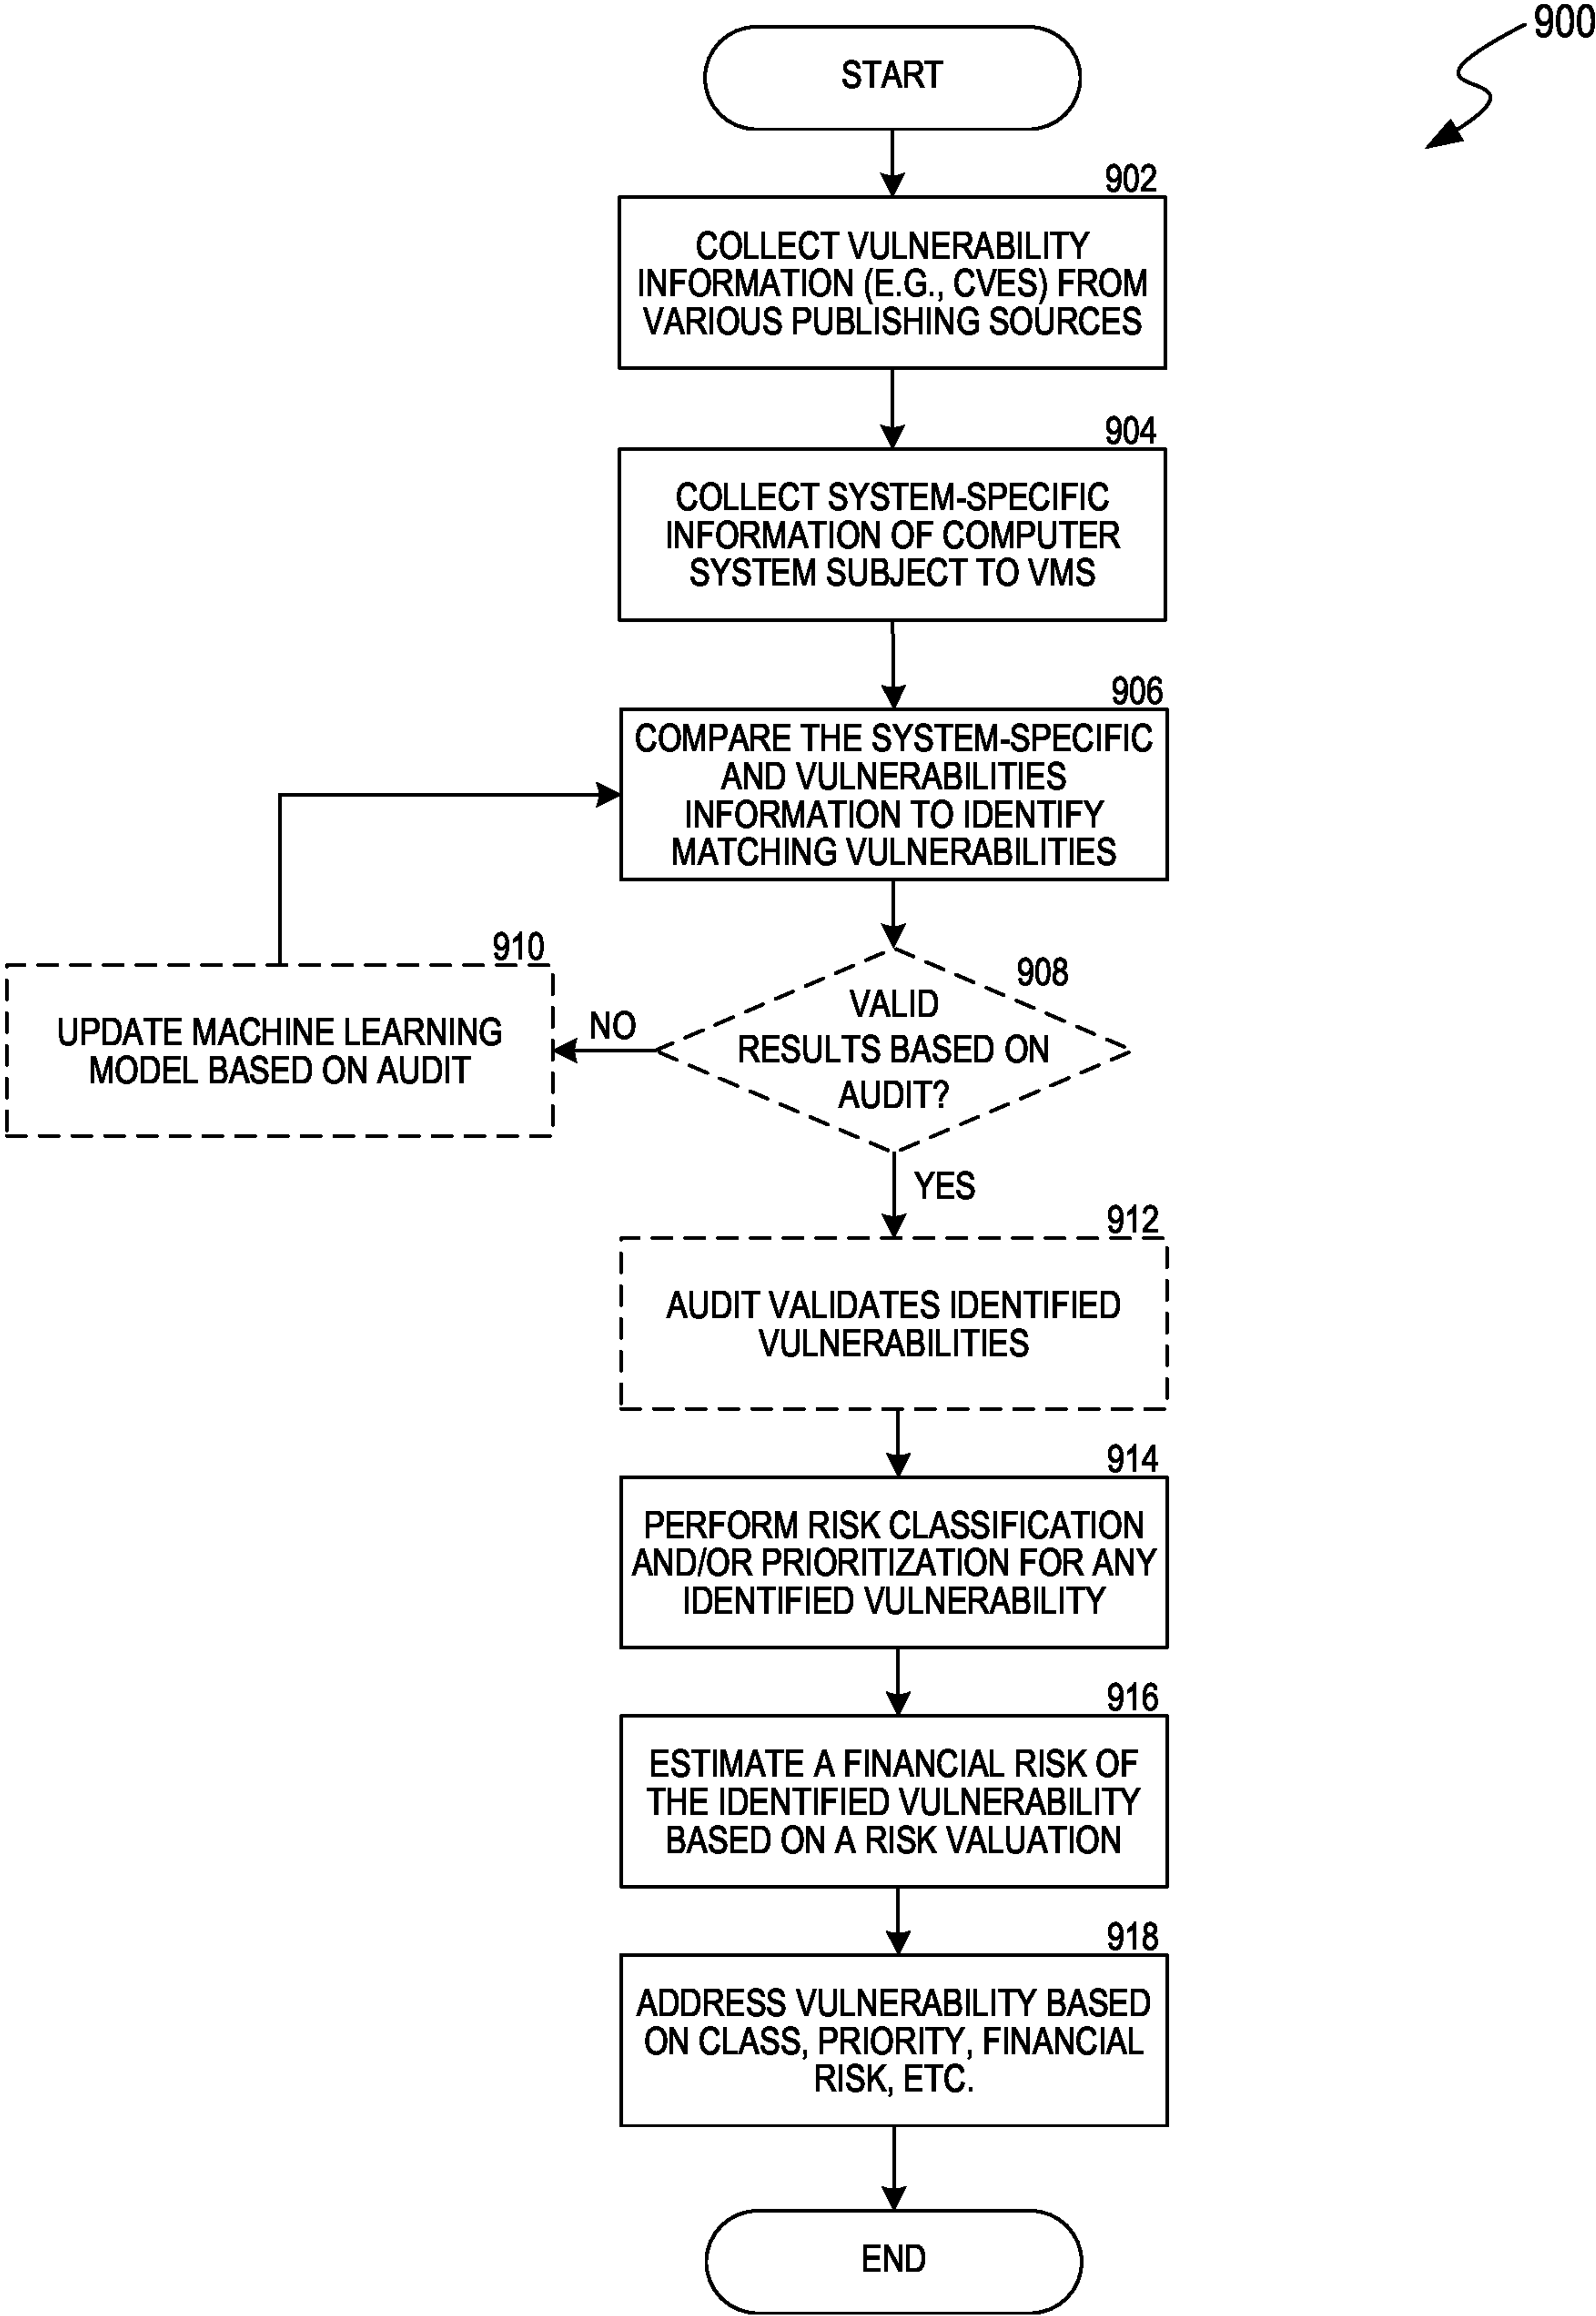 900
START
902
COLLECT VULNERABILITY
INFORMATION (E.G., CVES) FROM
VARIOUS PUBLISHING SOURCES
904
COLLECT SYSTEM-SPECIFIC
INFORMATION OF COMPUTER
SYSTEM SUBJECT TO VMS
906
COMPARE THE SYSTEM-SPECIFIC
AND VULNERABILITIES
INFORMATION TO IDENTIFY
MATCHING VULNERABILITIES
908
VALID
RESULTS BASED ON
AUDIT?
NO
910
UPDATE MACHINE LEARNING
MODEL BASED ON AUDIT
YES
912
AUDIT VALIDATES IDENTIFIED
VULNERABILITIES
914
PERFORM RISK CLASSIFICATION
AND/OR PRIORITIZATION FOR ANY
IDENTIFIED VULNERABILITY
916
ESTIMATE A FINANCIAL RISK OF
THE IDENTIFIED VULNERABILITY
BASED ON A RISK VALUATION
918
ADDRESS VULNERABILITY BASED
ON CLASS, PRIORITY, FINANCIAL
RISK, ETC.
END